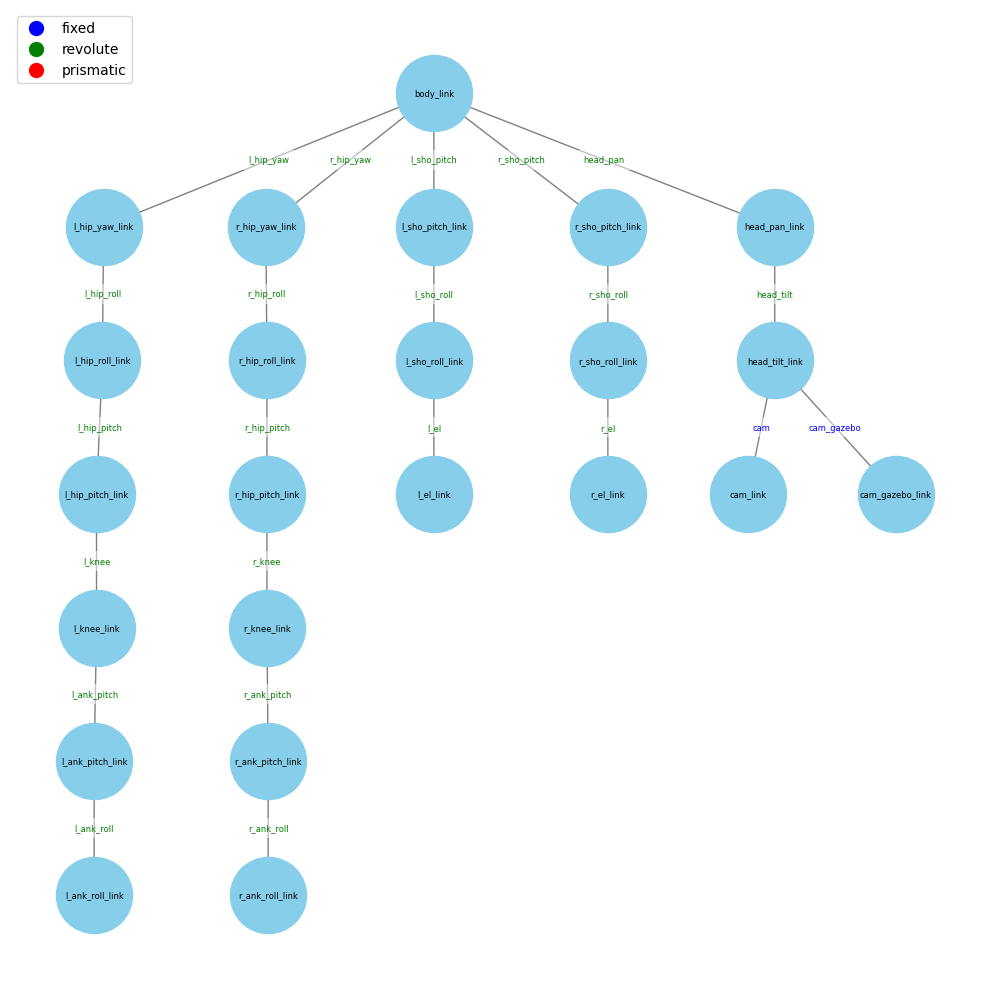 fixed
revolute
prismatic
body_link
l_hip_yaw
r_hip_yaw
l_sho_pitch
r_sho_pitch
head_pan
l_hip_yaw_link
r_hip_yaw_link
l_sho_pitch_link
r_sho_pitch_link
head_pan_link
l_hip_roll
r_hip_roll
l_sho_roll
r_sho_roll
head_tilt
l_hip_roll_link
r_hip_roll_link
l_sho_roll_link
r_sho_roll_link
head_tilt_link
l_hip_pitch
r_hip_pitch
l_el
r_el
cam
cam_gazebo
l_hip_pitch_link
r_hip_pitch_link
l_el_link
r_el_link
cam_link
cam_gazebo_link
l_knee
r_knee
l_knee_link
r_knee_link
l_ank_pitch
r_ank_pitch
l_ank_pitch_link
r_ank_pitch_link
l_ank_roll
r_ank_roll
l_ank_roll_link
r_ank_roll_link